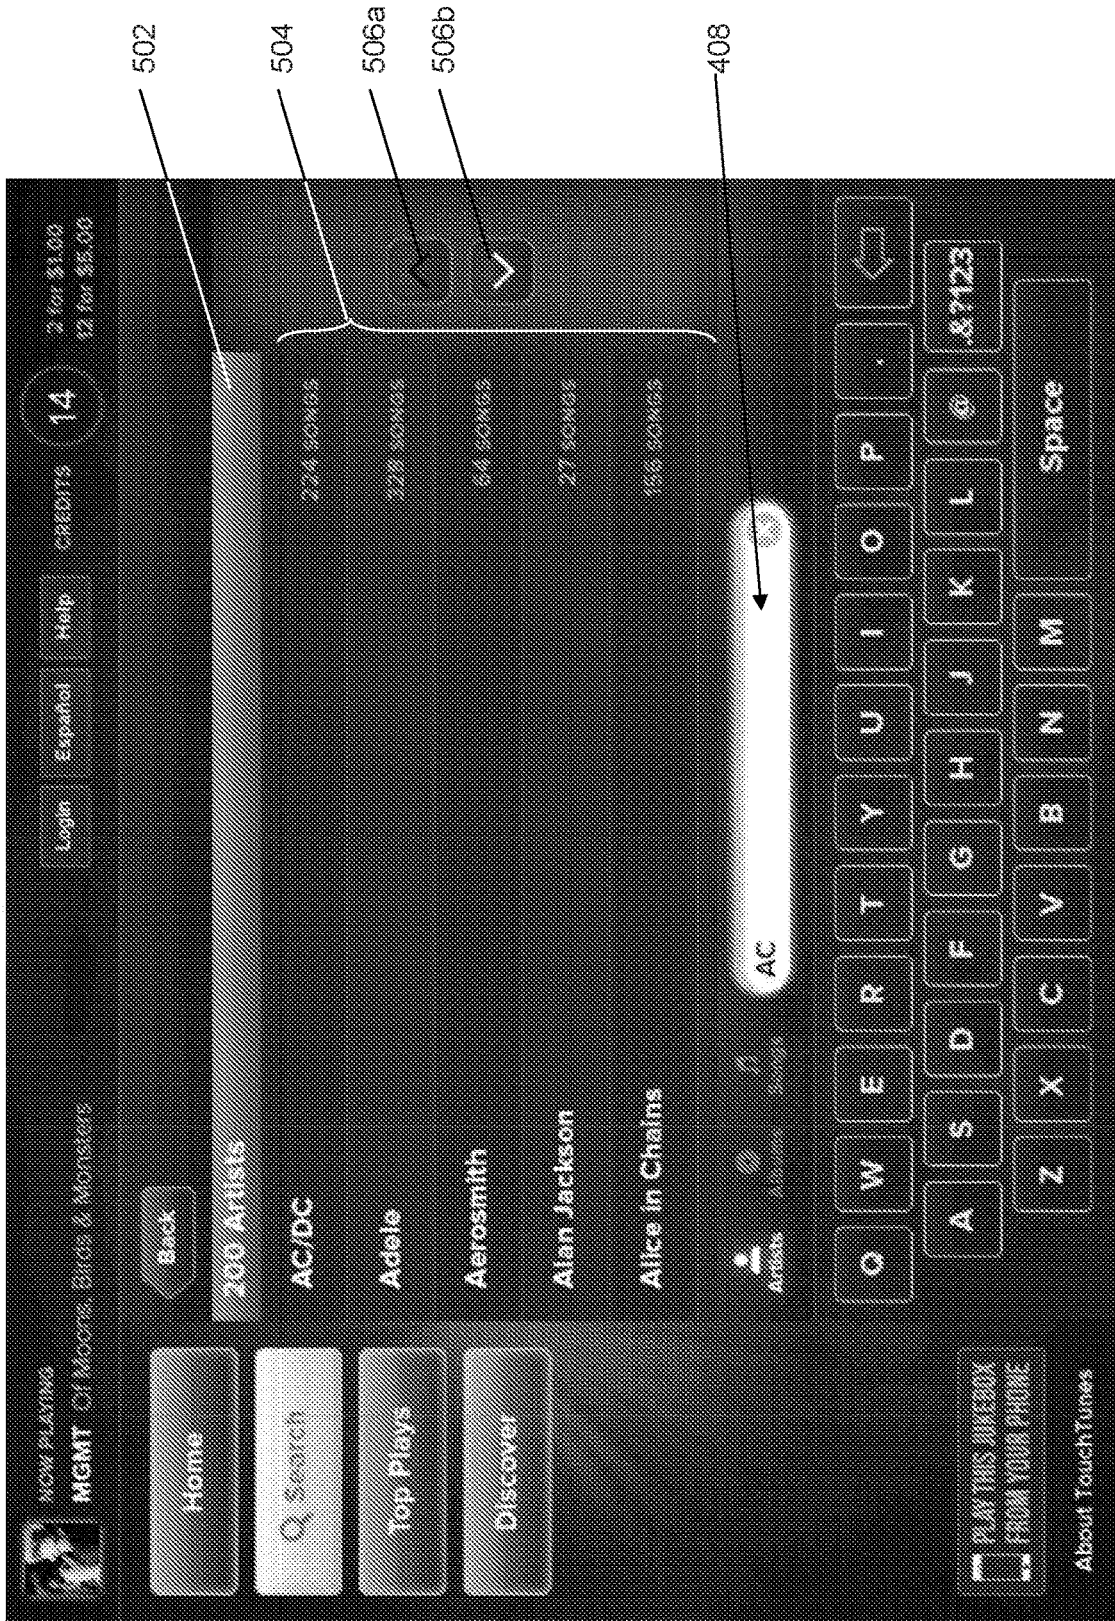 NOW PLAYING
MGMT Of Moons, Birds & Monsters
Login
Español
Help
CREDITS
14
2 for $1.00
12 for $5.00
Home
Search
Top Plays
Discover
Back
200 Artists
AC/DC
224 SONGS
Adele
Aerosmith
Alan Jackson
27 SONGS
Alice in Chains
Artists
Albums
Songs
AC
X
Q W E R T Y U I O P '
A S D F G H J K L @ .&?123
Z X C V B N M Space
PLAY THIS JUKEBOX
FROM YOUR PHONE
About TouchTunes
502
504
506a
506b
408